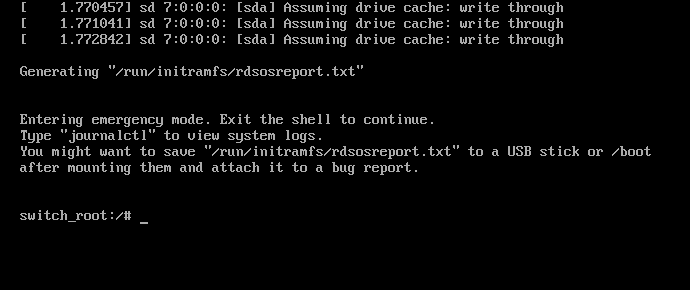 [    1.770457] sd 7:0:0:0: [sda] Assuming drive cache: write through
[    1.771041] sd 7:0:0:0: [sda] Assuming drive cache: write through
[    1.772842] sd 7:0:0:0: [sda] Assuming drive cache: write through
Generating "/run/initramfs/rdsosreport.txt"
Entering emergency mode. Exit the shell to continue.
Type "journalctl" to view system logs.
You might want to save "/run/initramfs/rdsosreport.txt" to a USB stick or /boot
after mounting them and attach it to a bug report.
switch_root:/# _